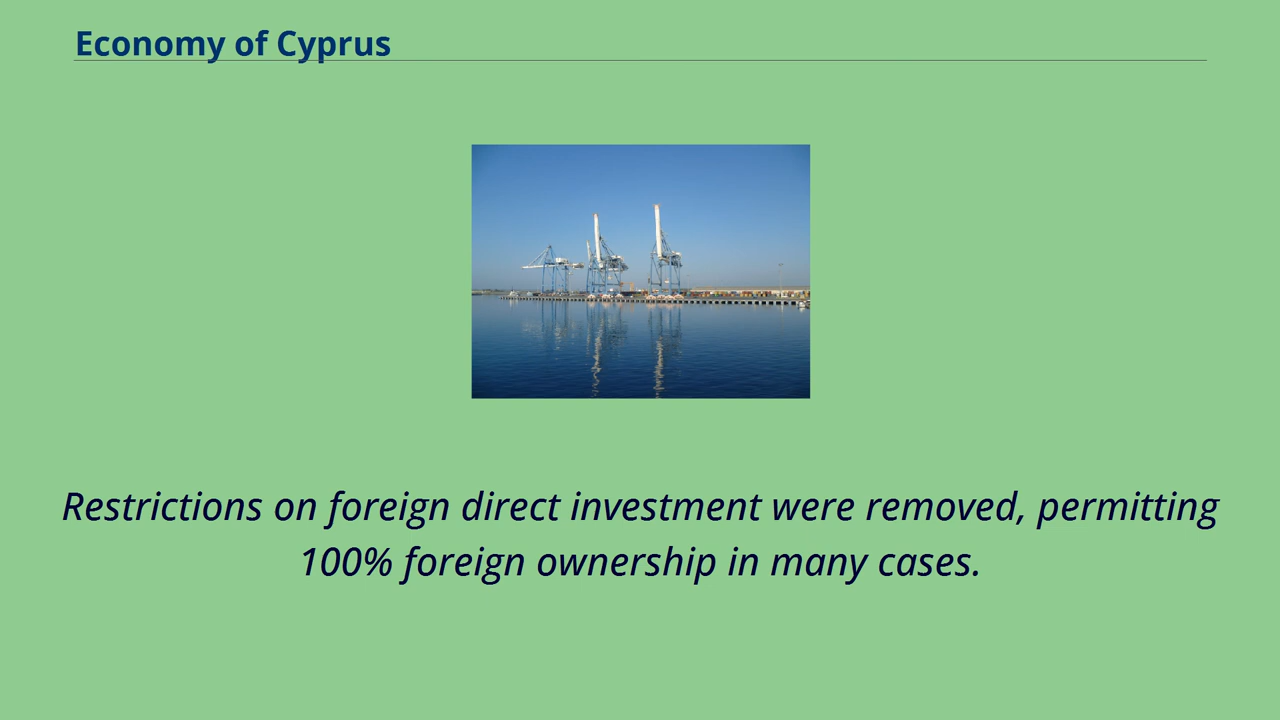 Economy of Cyprus
Restrictions on foreign direct investment were removed, permitting
100% foreign ownership in many cases.